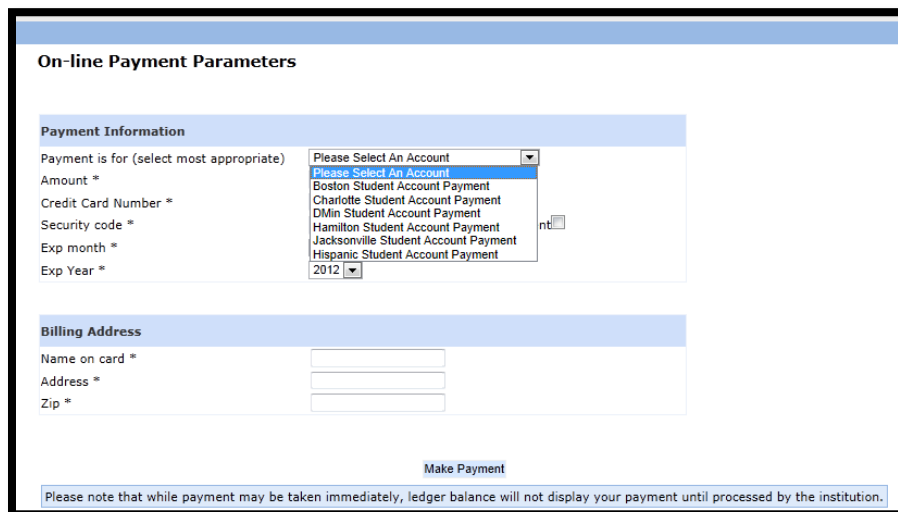 On-line Payment Parameters
Payment Information
Payment is for (select most appropriate) Please Select An Account
Please Select An Account
Amount *
Boston Student Account Payment
Credit Card Number *
Charlotte Student Account Payment
DMin Student Account Payment
Security code *
Hamilton Student Account Payment nt
Exp month *
Jacksonville Student Account Payment
Hispanic Student Account Payment
Exp Year * 2012
Billing Address
Name on card *
Address *
Zip *
Make Payment
Please note that while payment may be taken immediately, ledger balance will not display your payment until processed by the institution.